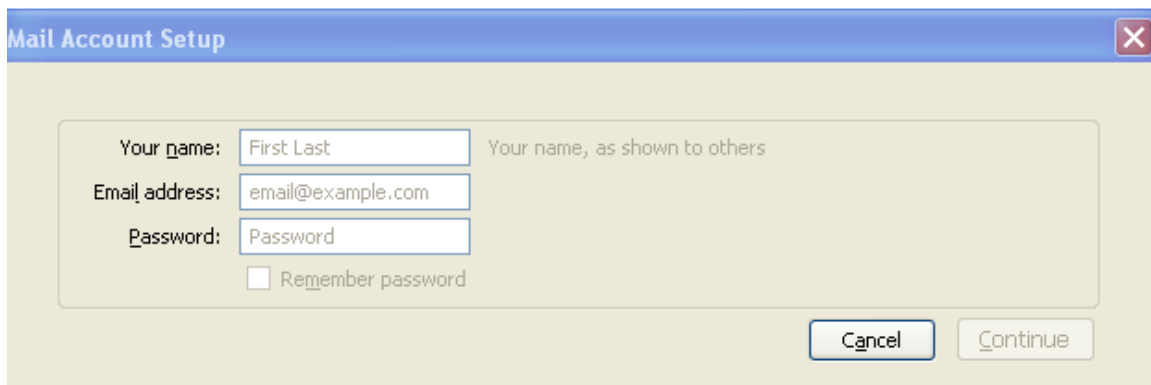 Mail Account Setup
Your name: First Last Your name, as shown to others
Email address: email@example.com
Password: Password
Remember password
Cancel Continue